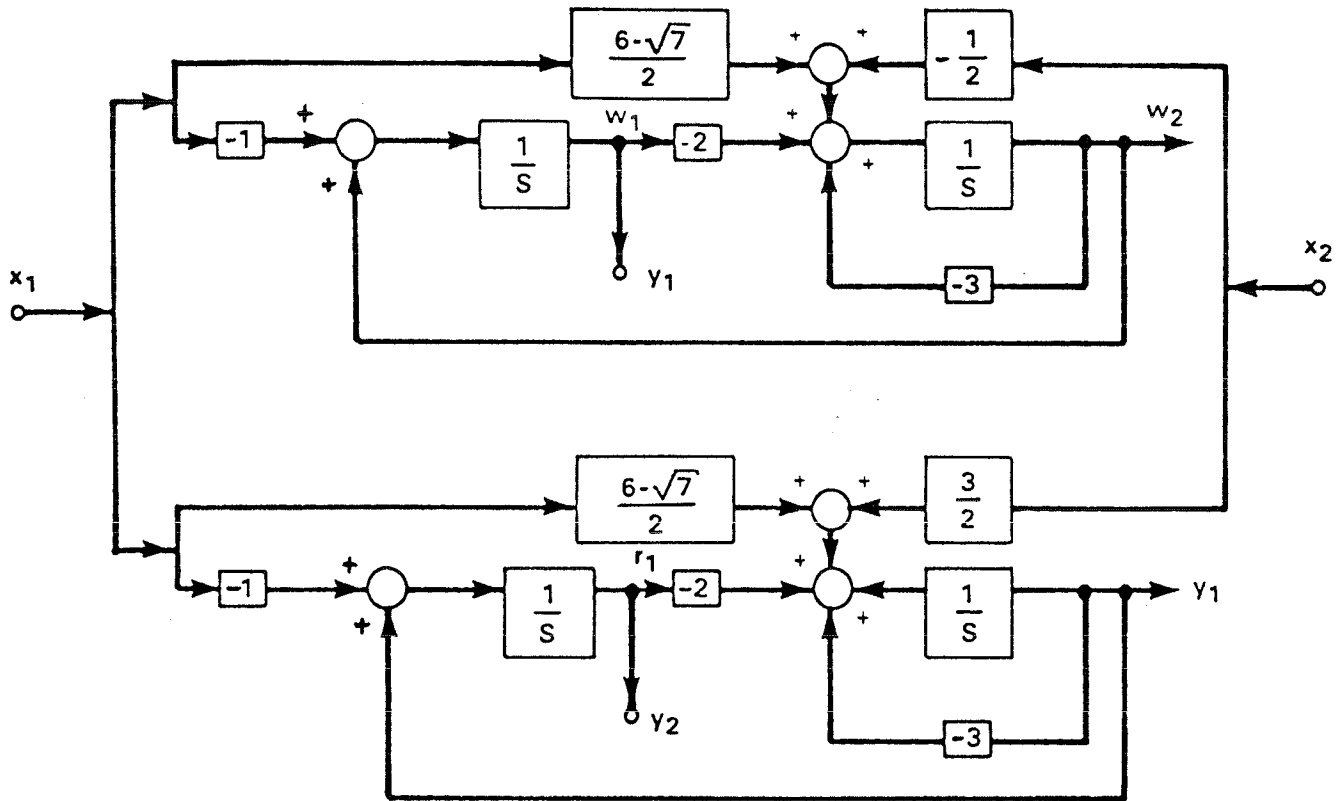 6-√7
2
+ +
- 1
2
-1
+
+
1
S
w1
-2
+
+
1
S
w2
y1
-3
x1
x2
6-√7
2
+ +
3
2
-1
+
+
1
S
r1
-2
+
+
1
S
y1
y2
-3